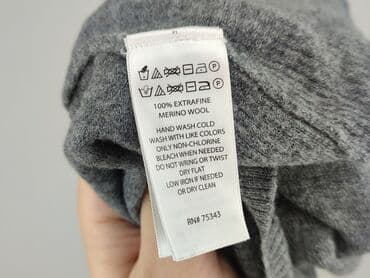 100% EXTRAFINE
MERINO WOOL
HAND WASH COLD
WASH WITH LIKE COLORS
ONLY NON-CHLORINE
BLEACH WHEN NEEDED
DO NOT WRING OR TWIST
DRY FLAT
LOW IRON IF NEEDED
OR DRY CLEAN
RN# 75343